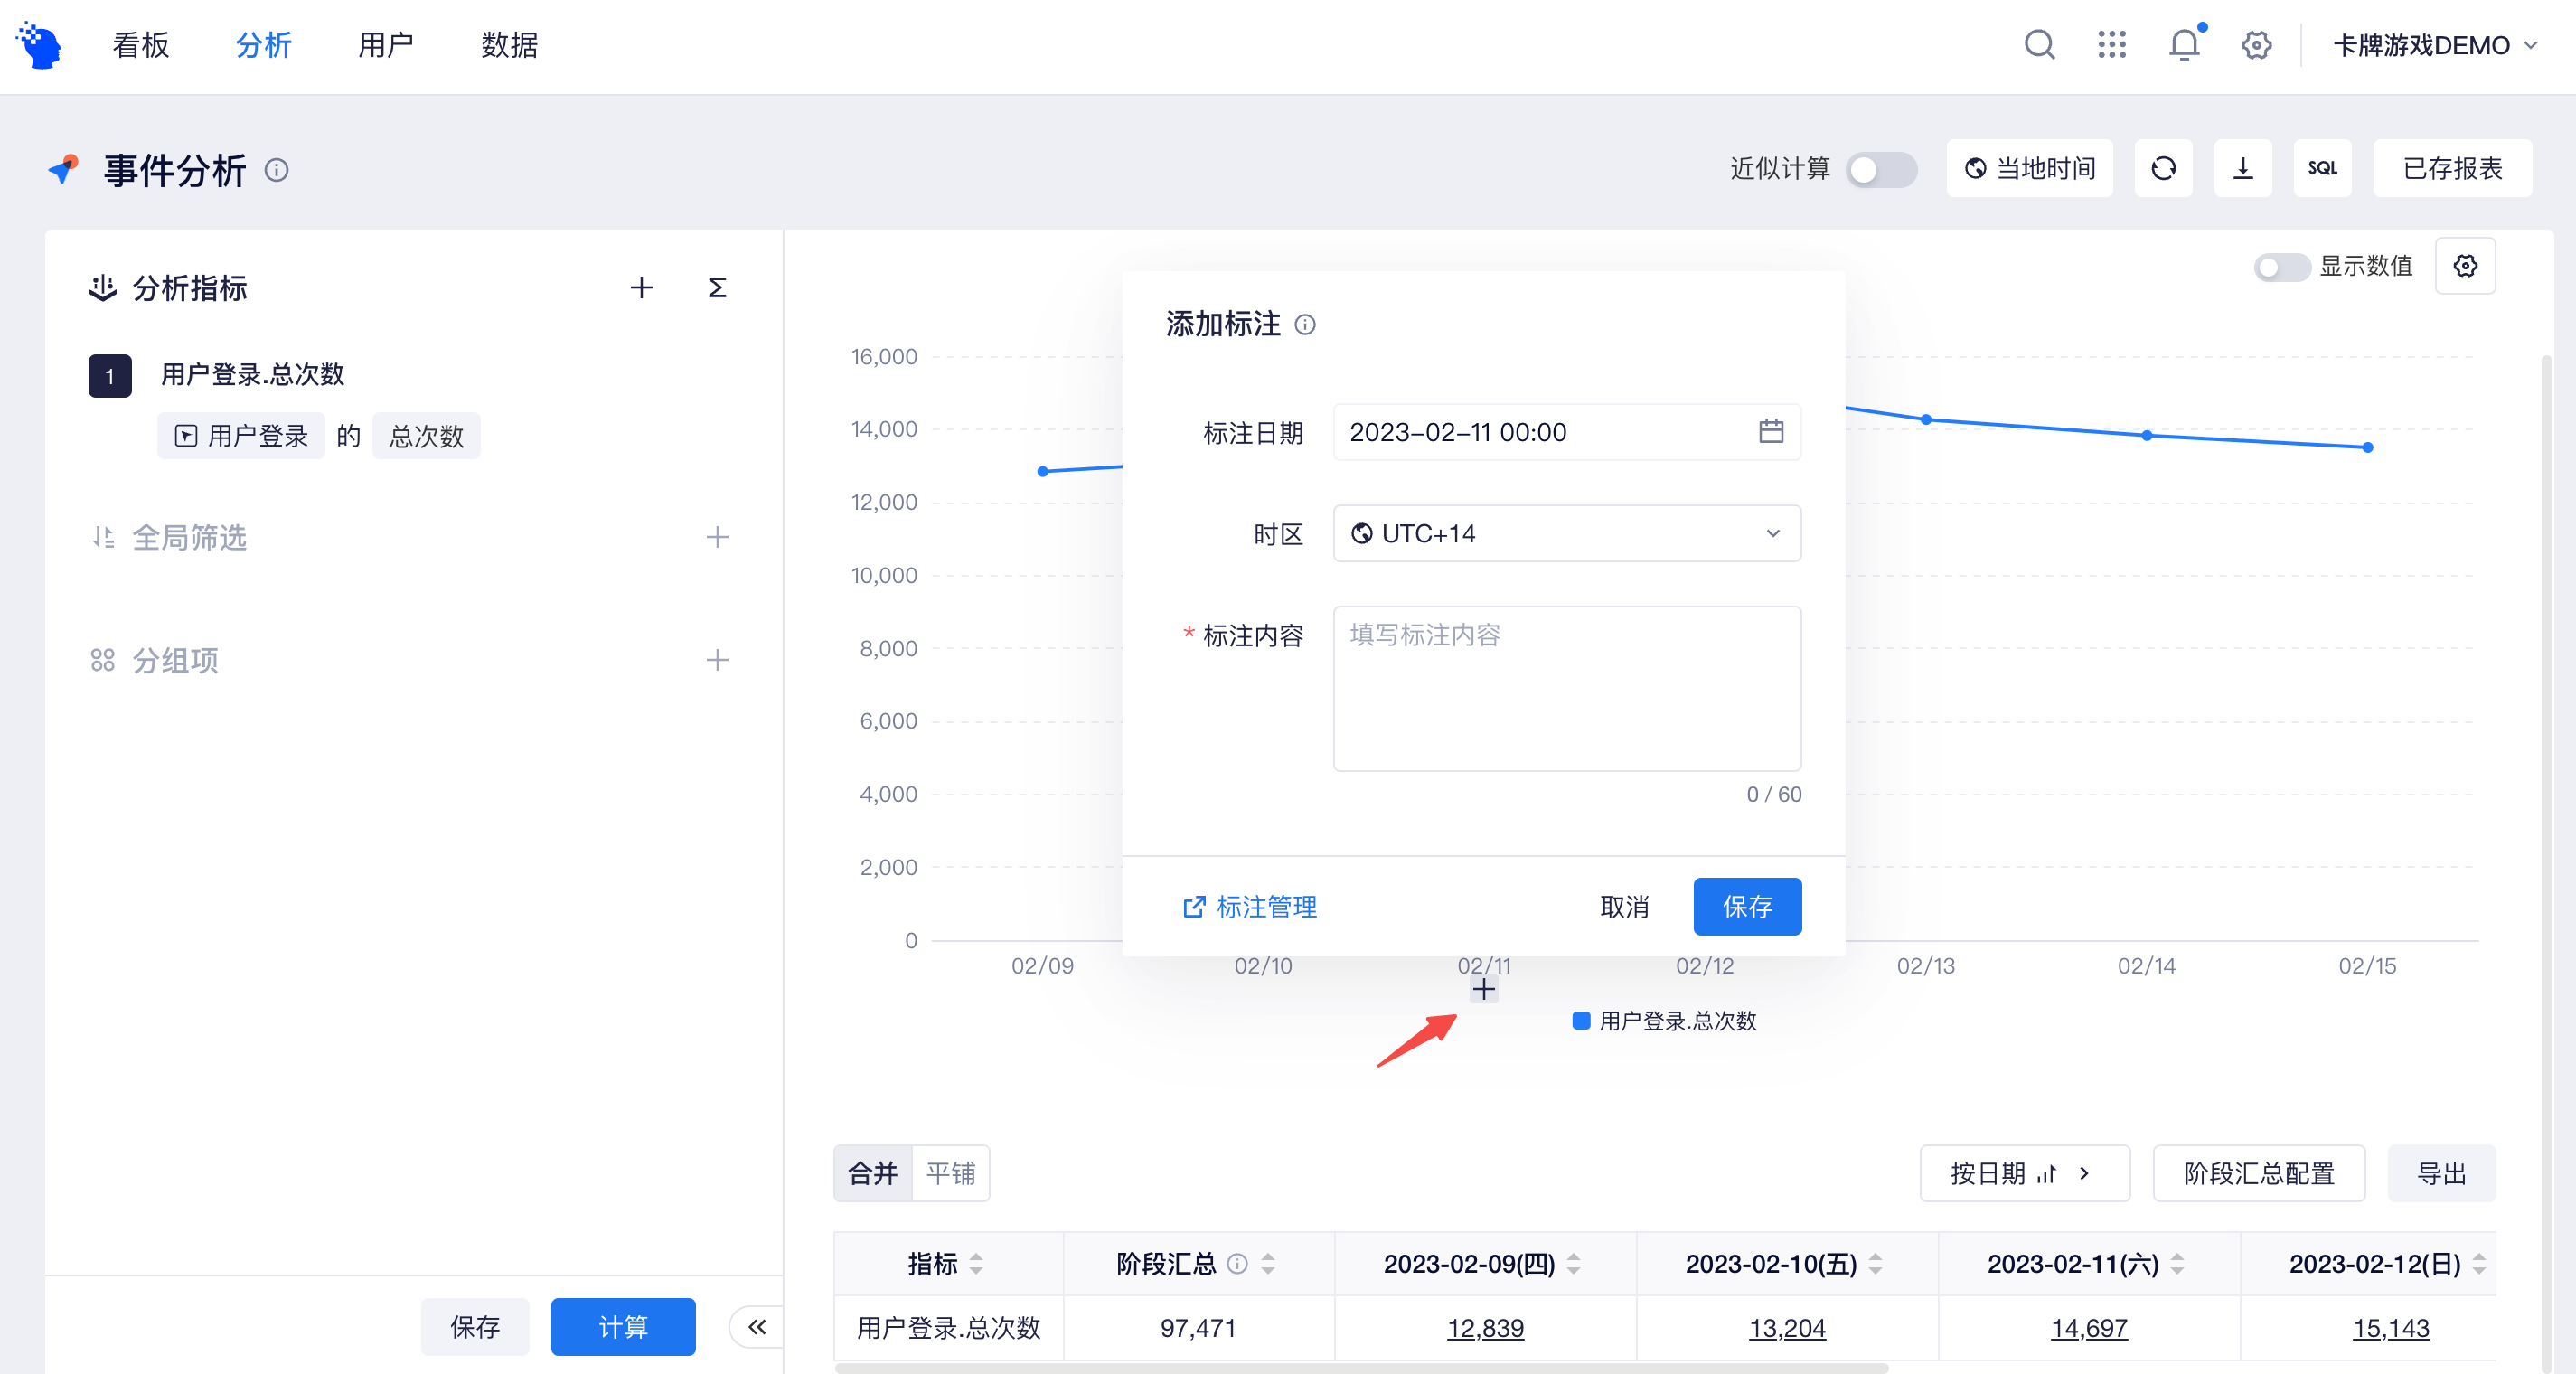 看板 分析 用户 数据 卡牌游戏DEMO
事件分析 近似计算 当地时间 SQL 已存报表
分析指标
1 用户登录.总次数
用户登录 的 总次数
全局筛选
分组项
保存 计算
显示数值
16,000
14,000
12,000
10,000
8,000
6,000
4,000
2,000
0
添加标注
标注日期 2023-02-11 00:00
时区 UTC+14
* 标注内容 填写标注内容
0 / 60
标注管理 取消 保存
02/09 02/10 02/11 02/12 02/13 02/14 02/15
用户登录.总次数
合并 平铺 按日期 阶段汇总配置 导出
指标 阶段汇总 2023-02-09(四) 2023-02-10(五) 2023-02-11(六) 2023-02-12(日)
用户登录.总次数 97,471 12,839 13,204 14,697 15,143